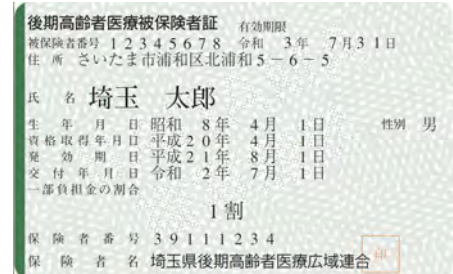 後期高齢者医療被保険者証 有効期限
被保険者番号 12345678 令和 3年 7月31日
住所 さいたま市浦和区北浦和5-6-5
氏名 埼玉 太郎
生年月日 昭和 8年 4月 1日 性別 男
資格取得年月日 平成20年 4月 1日
発効期日 平成21年 8月 1日
交付年月日 令和 2年 7月 1日
一部負担金の割合
1割
保険者番号 39111234
保険者名 埼玉県後期高齢者医療広域連合 印